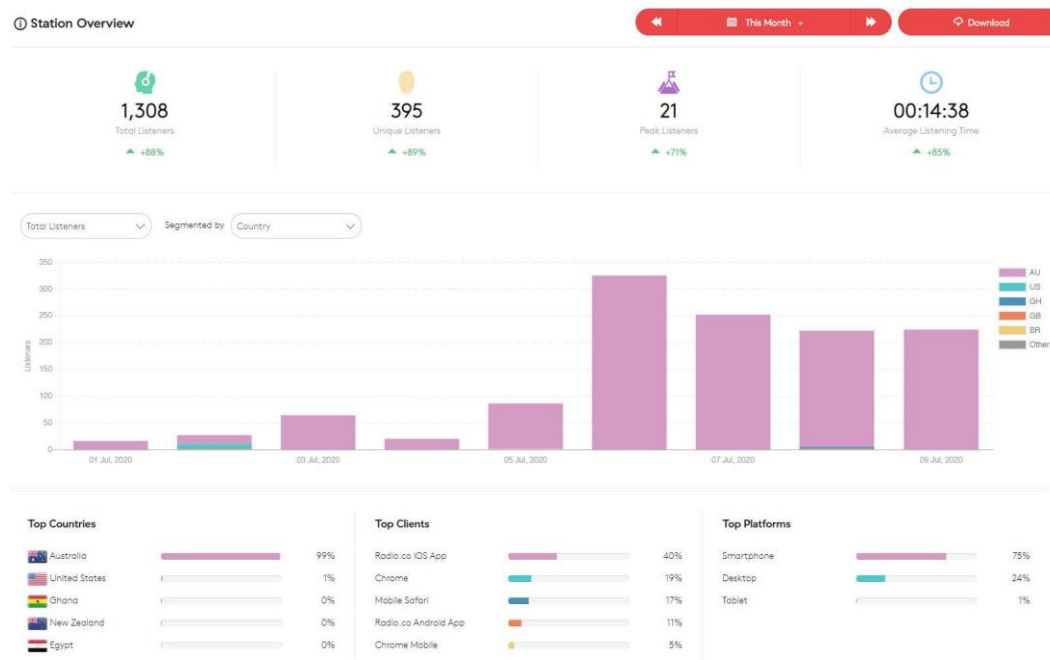 Station Overview
This Month
Download
1,308
Total Listeners
+88%
395
Unique Listeners
+89%
21
Peak Listeners
+71%
00:14:38
Average Listening Time
+85%
Total Listeners
Segmented by
Country
350
300
250
200
150
100
50
0
Listeners
01 Jul, 2020
03 Jul, 2020
05 Jul, 2020
07 Jul, 2020
09 Jul, 2020
AU
US
GH
GB
BR
Other
Top Countries
Australia 99%
United States 1%
Ghana 0%
New Zealand 0%
Egypt 0%
Top Clients
Radio.co iOS App 40%
Chrome 19%
Mobile Safari 17%
Radio.co Android App 11%
Chrome Mobile 5%
Top Platforms
Smartphone 75%
Desktop 24%
Tablet 1%